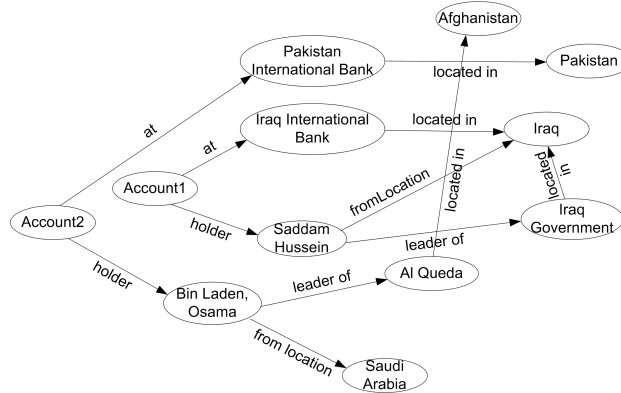 Afghanistan
Pakistan
International Bank
located in
Pakistan
at
Iraq International
Bank
located in
Iraq
at
located in
fromLocation
located
in
Account1
Account2
holder
Saddam
Hussein
leader of
Iraq
Government
holder
Bin Laden,
Osama
leader of
Al Queda
from location
Saudi
Arabia